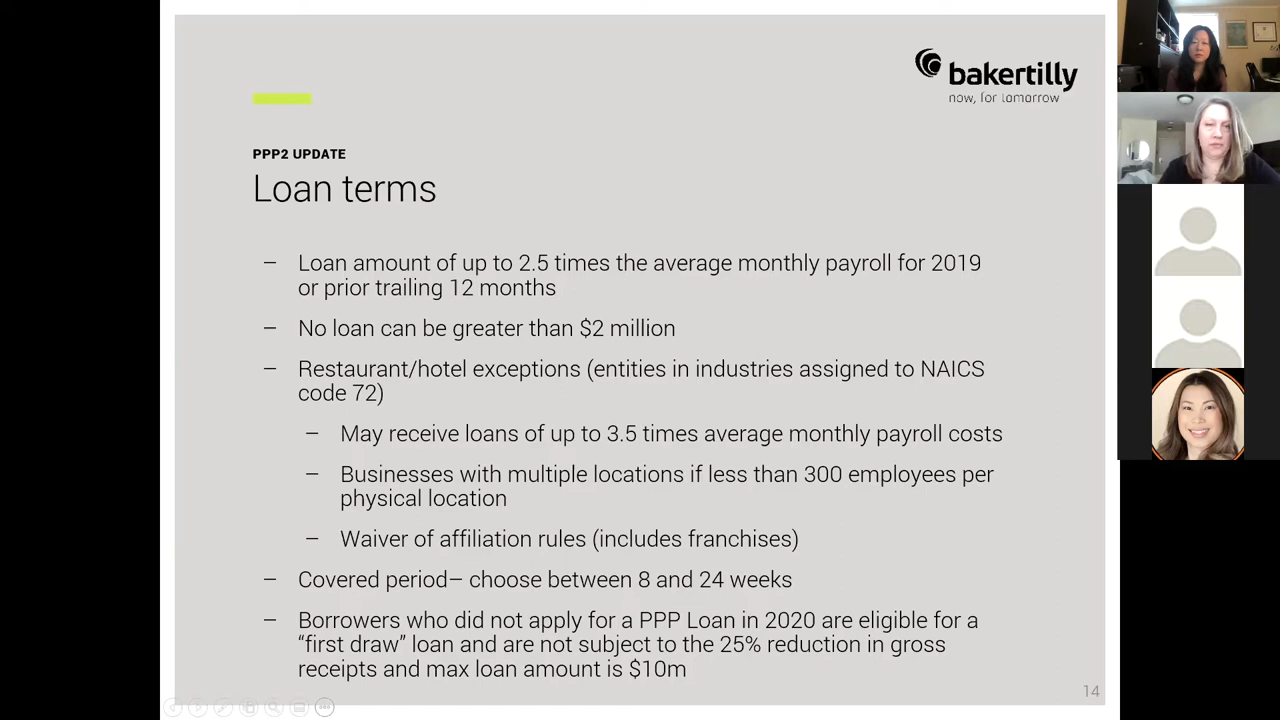 bakertilly
now, for tomorrow
PPP2 UPDATE
Loan terms
– Loan amount of up to 2.5 times the average monthly payroll for 2019
or prior trailing 12 months
– No loan can be greater than $2 million
– Restaurant/hotel exceptions (entities in industries assigned to NAICS
code 72)
– May receive loans of up to 3.5 times average monthly payroll costs
– Businesses with multiple locations if less than 300 employees per
physical location
– Waiver of affiliation rules (includes franchises)
– Covered period– choose between 8 and 24 weeks
– Borrowers who did not apply for a PPP Loan in 2020 are eligible for a
“first draw” loan and are not subject to the 25% reduction in gross
receipts and max loan amount is $10m
14